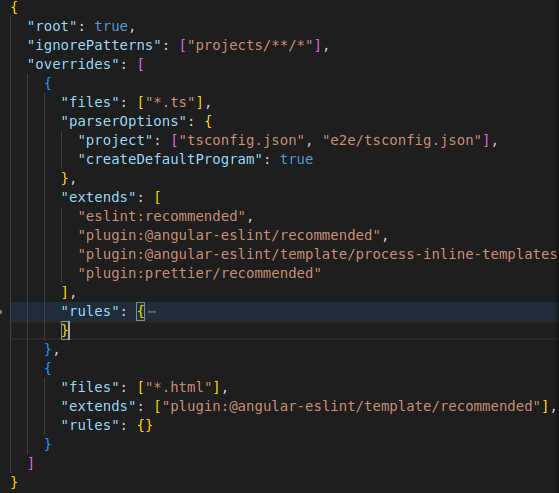 {
"root": true,
"ignorePatterns": ["projects/**/*"],
"overrides": [
{
"files": ["*.ts"],
"parserOptions": {
"project": ["tsconfig.json", "e2e/tsconfig.json"],
"createDefaultProgram": true
},
"extends": [
"eslint:recommended",
"plugin:@angular-eslint/recommended",
"plugin:@angular-eslint/template/process-inline-templates
"plugin:prettier/recommended"
],
"rules": {⋯
}
},
{
"files": ["*.html"],
"extends": ["plugin:@angular-eslint/template/recommended"],
"rules": {}
}
]
}